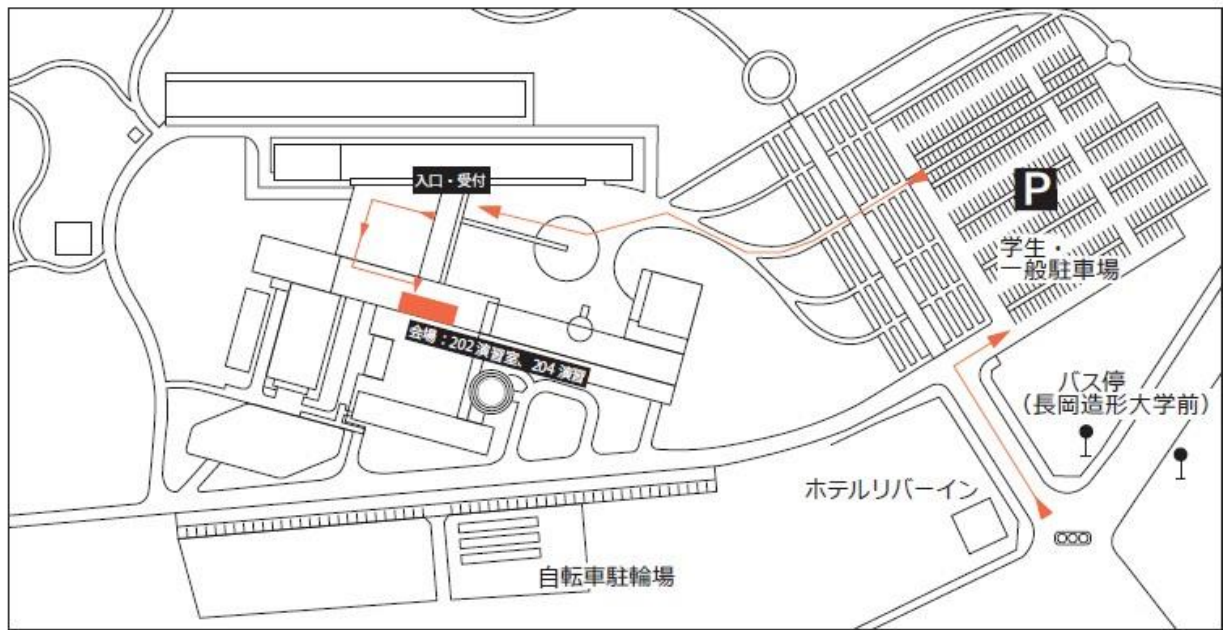 入口・受付
P
学生・
一般駐車場
会場：202 演習室、204 演習
バス停
（長岡造形大学前）
ホテルリバーイン
自転車駐輪場